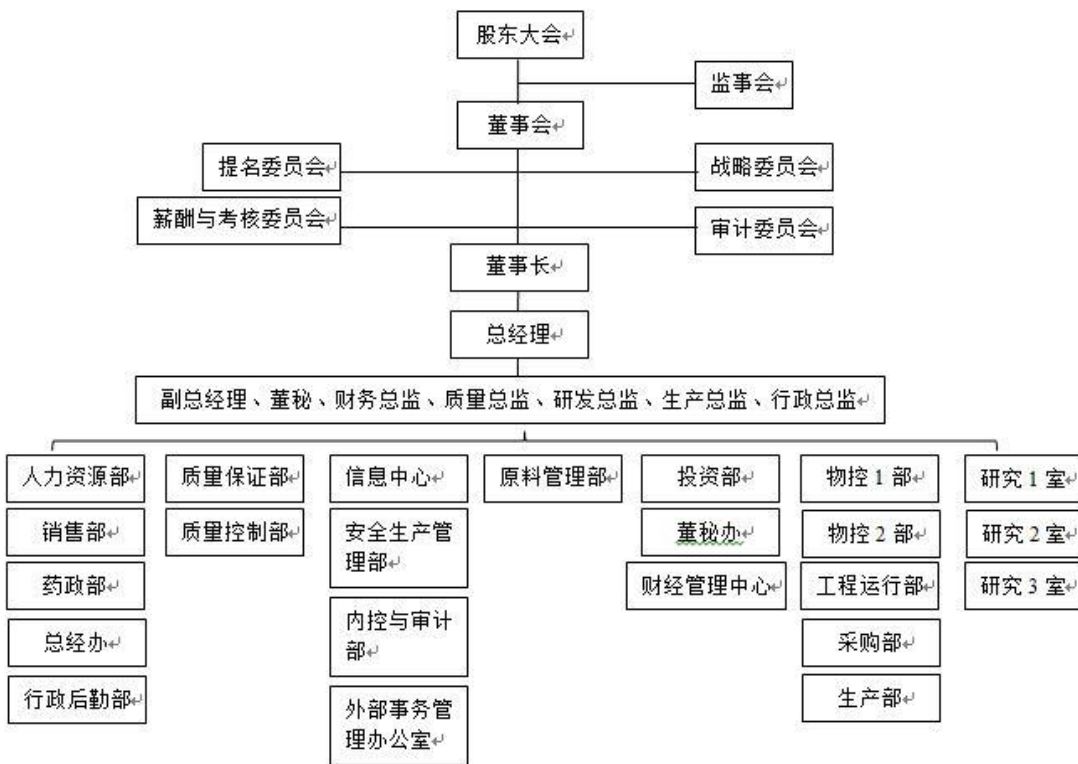 股东大会
监事会
董事会
提名委员会
战略委员会
薪酬与考核委员会
审计委员会
董事长
总经理
副总经理、董秘、财务总监、质量总监、研发总监、生产总监、行政总监
人力资源部
质量保证部
信息中心
原料管理部
投资部
物控1部
研究1室
销售部
质量控制部
安全生产管
理部
董秘办
物控2部
研究2室
药政部
财经管理中心
工程运行部
研究3室
总经办
内控与审计
部
采购部
行政后勤部
外部事务管
理办公室
生产部